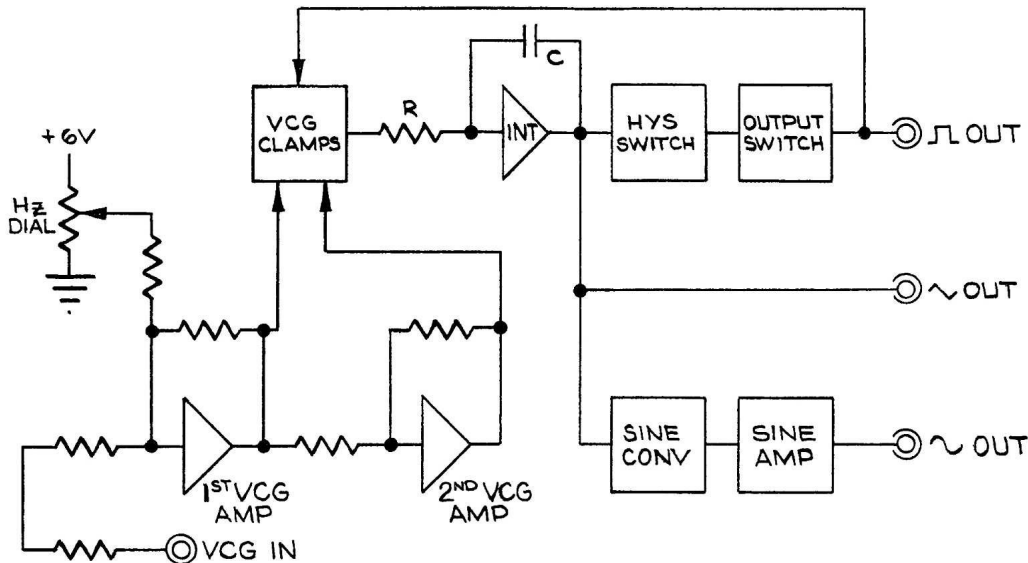 C
R
VCG
CLAMPS
INT
HYS
SWITCH
OUTPUT
SWITCH
OUT
+6V
HZ
DIAL
OUT
SINE
CONV
SINE
AMP
OUT
1ST VCG
AMP
2ND VCG
AMP
VCG IN